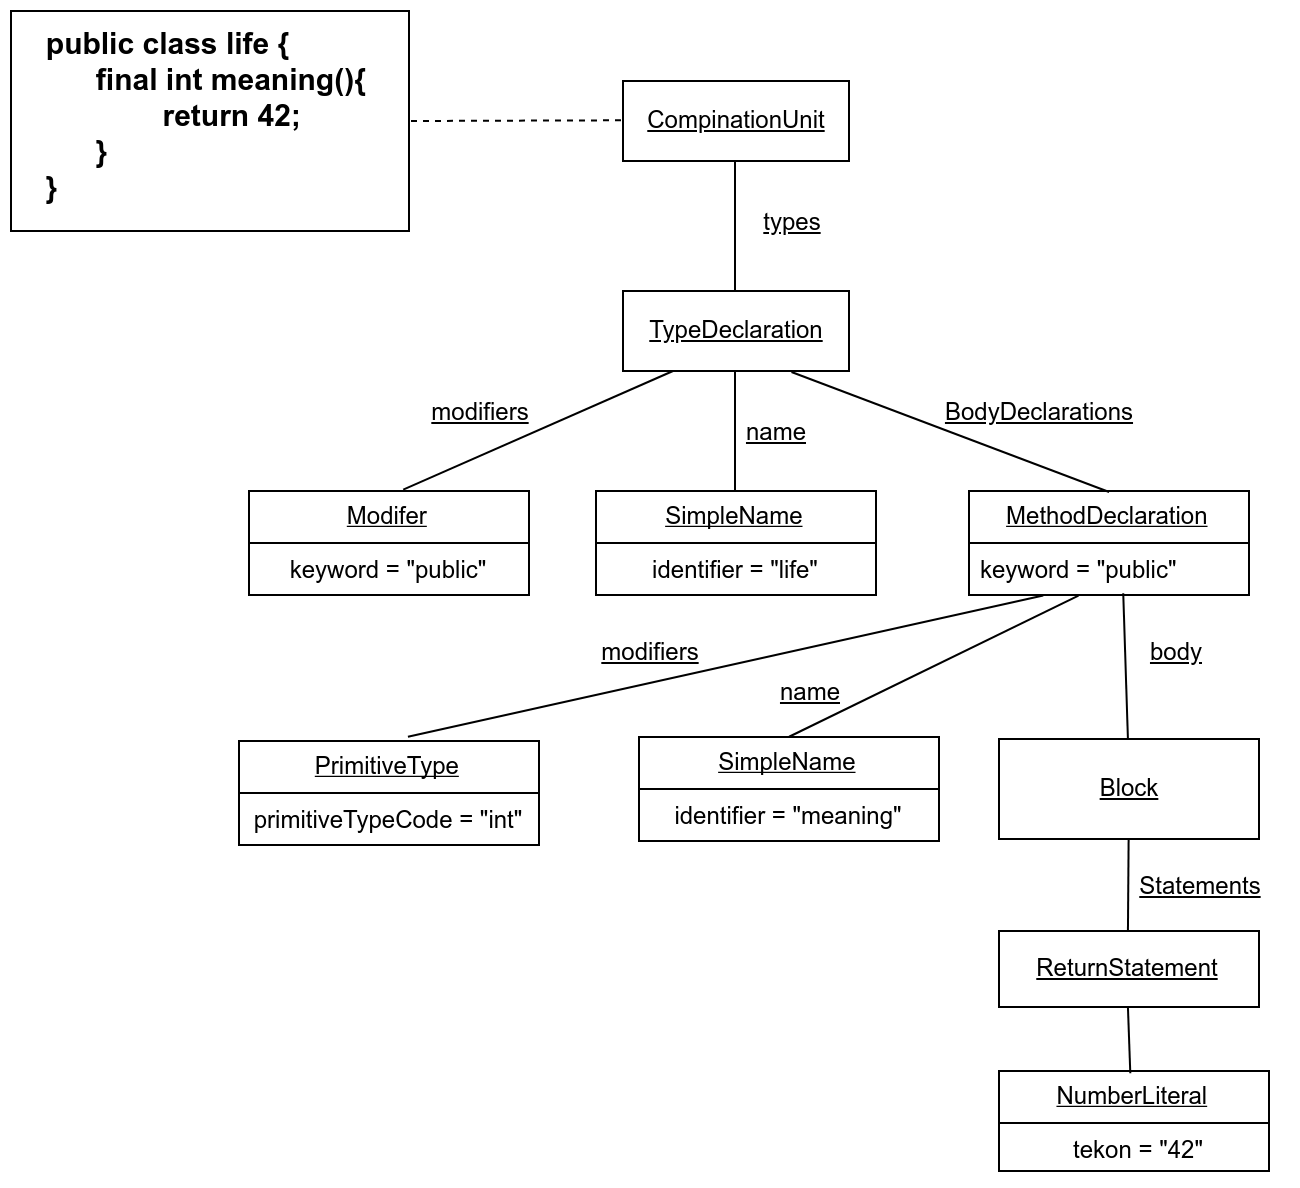 public class life {
final int meaning(){
return 42;
}
}
CompinationUnit
types
TypeDeclaration
modifiers
name
BodyDeclarations
Modifer
keyword = "public"
SimpleName
identifier = "life"
MethodDeclaration
keyword = "public"
modifiers
name
body
PrimitiveType
primitiveTypeCode = "int"
SimpleName
identifier = "meaning"
Block
Statements
ReturnStatement
NumberLiteral
tekon = "42"